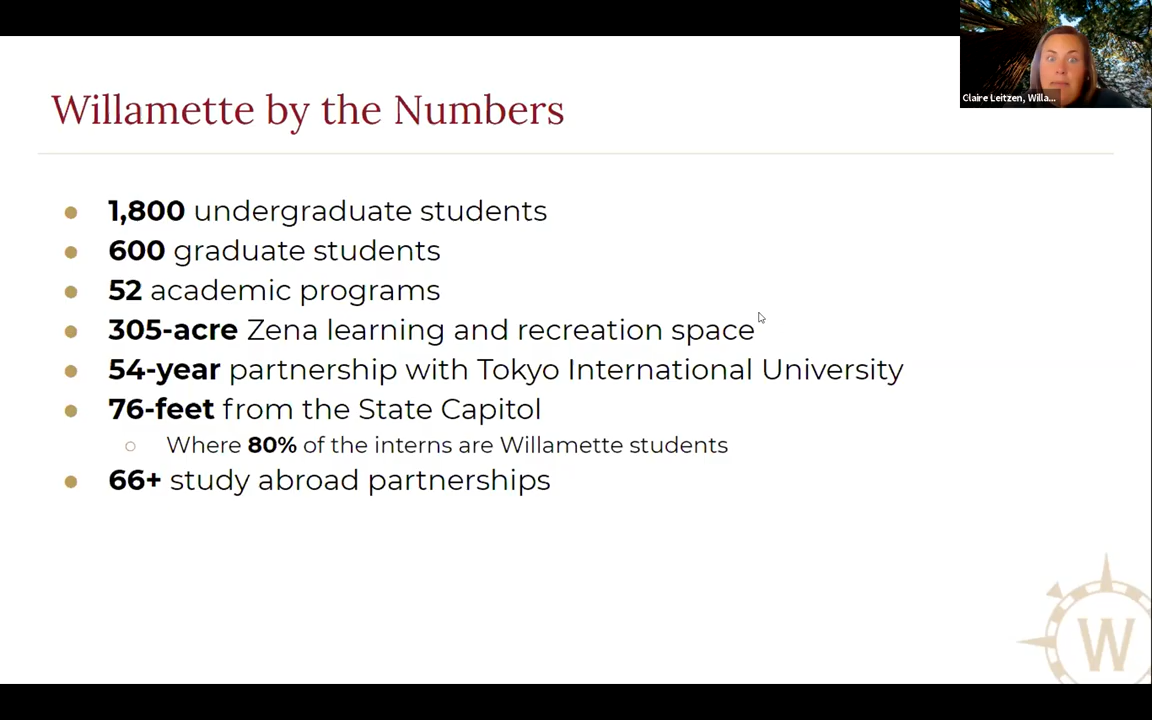 Claire Leitzen, Willa...
Willamette by the Numbers
1,800 undergraduate students
600 graduate students
52 academic programs
305-acre Zena learning and recreation space
54-year partnership with Tokyo International University
76-feet from the State Capitol
Where 80% of the interns are Willamette students
66+ study abroad partnerships
W